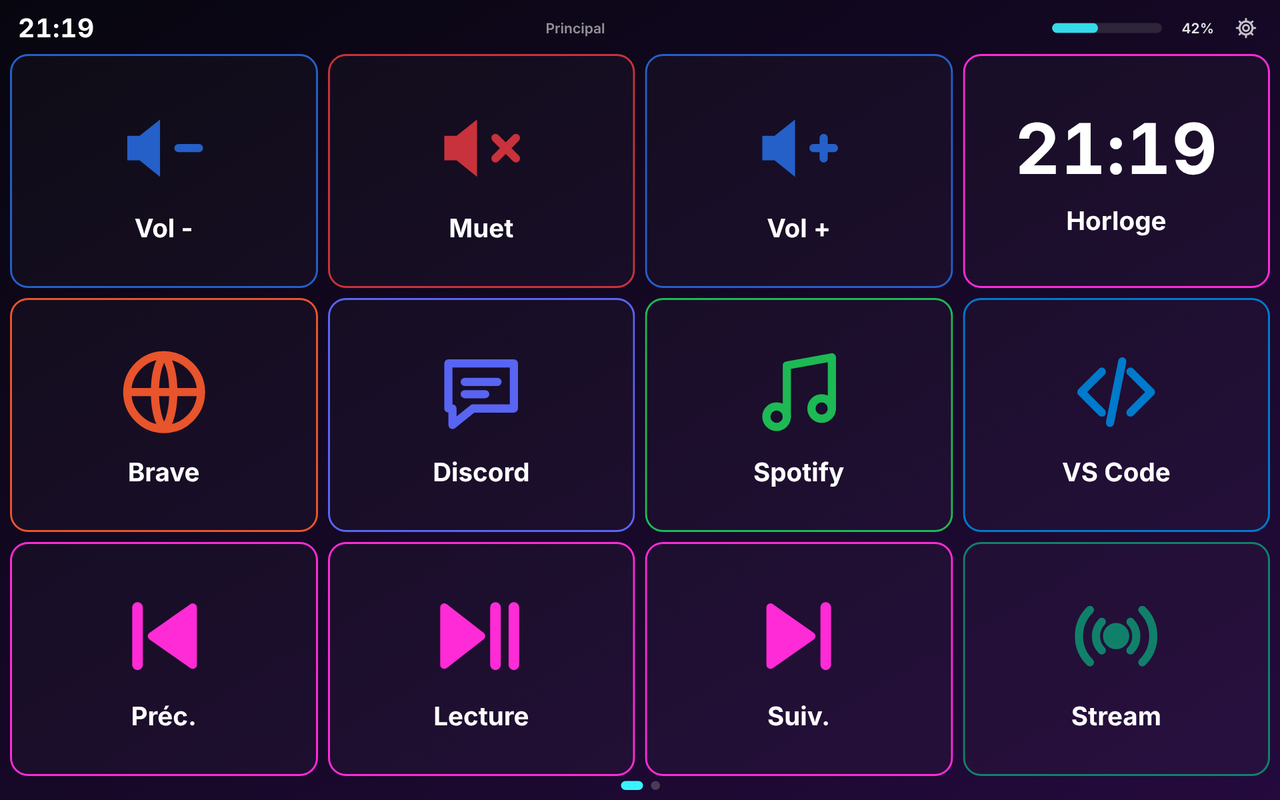 21:19
Principal
42%
Vol -
Muet
Vol +
21:19
Horloge
Brave
Discord
Spotify
VS Code
Préc.
Lecture
Suiv.
Stream